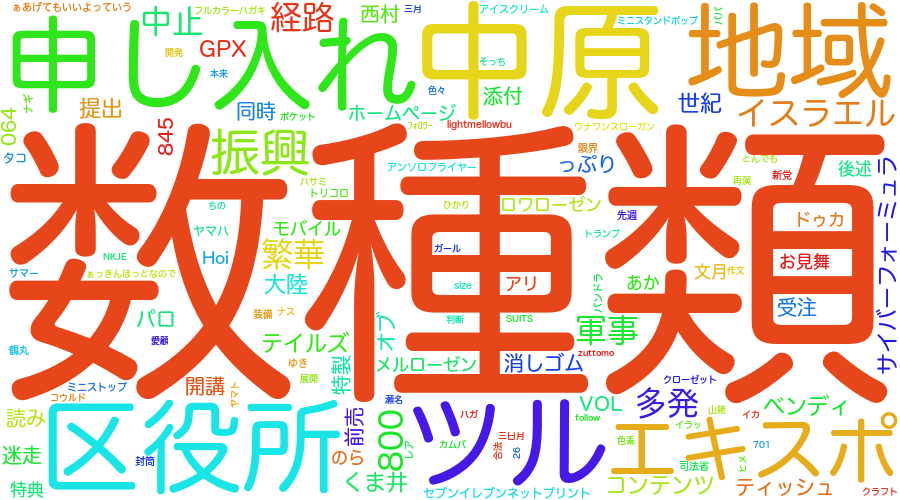 ぁあげてもいいよっていう
フルカラーハガキ
三月
アイスクリーム
パパ
申し入れ
中止
経路
西村
中原
ミニスタンドポップ
地域
GPX
開発
そっち
本来
色々
添付
世紀
イスラエル
ナギ
提出
同時
ポケット
ホームページ
064
845
ﾌｫﾛﾜｰ
lightmellowbu
ワナワンスローガン
タコ
振興
限界
っぷり
とんでも
後述
数種類
アンソロフライヤー
ハサミ
トリコロ
再演
新党
サイバーフォーミュラ
ちの
ひかり
ロワローゼン
先週
ドゥカ
ヤマハ
モバイル
トランプ
NKJE
Hoi
繁華
ガール
お見舞
サマー
ぁっきんほっとなので
大陸
size
アリ
バンドラ
あか
文月
作文
パロ
装備
ナス
オブ
判断
SUITS
受注
愛顧
テイルズ
軍事
鶴丸
ゆき
特製
メルローゼン
zuttomo
消しゴム
ミニストップ
開講
ヤマト
展開
クローゼット
コウルド
瀬名
多発
読み
区役所
前売
800
レア
ツル
ハガ
VOL
follow
山姥
イカ
ベンディ
エキスポ
迷走
封筒
のら
カムバ
三日月
合法
26
色素
イラッ
701
特典
くま井
司法省
ヒメ
セブンイレブンネットプリント
コンテンツ
ティッシュ
クラフト